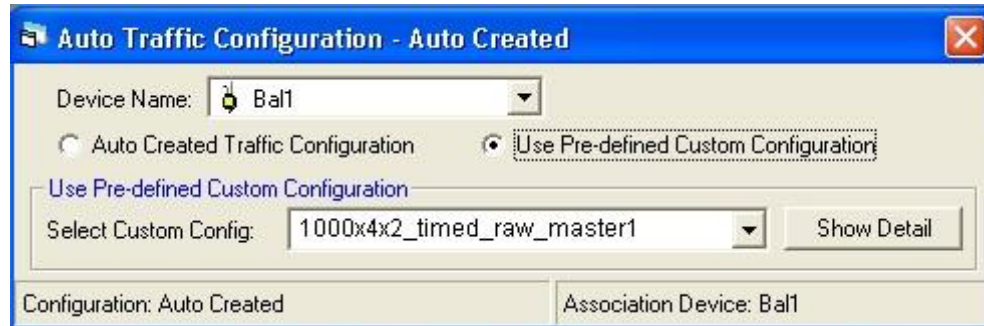 Auto Traffic Configuration - Auto Created
Device Name: Bal1
Auto Created Traffic Configuration Use Pre-defined Custom Configuration
Use Pre-defined Custom Configuration
Select Custom Config: 1000x4x2_timed_raw_master1 Show Detail
Configuration: Auto Created Association Device: Bal1